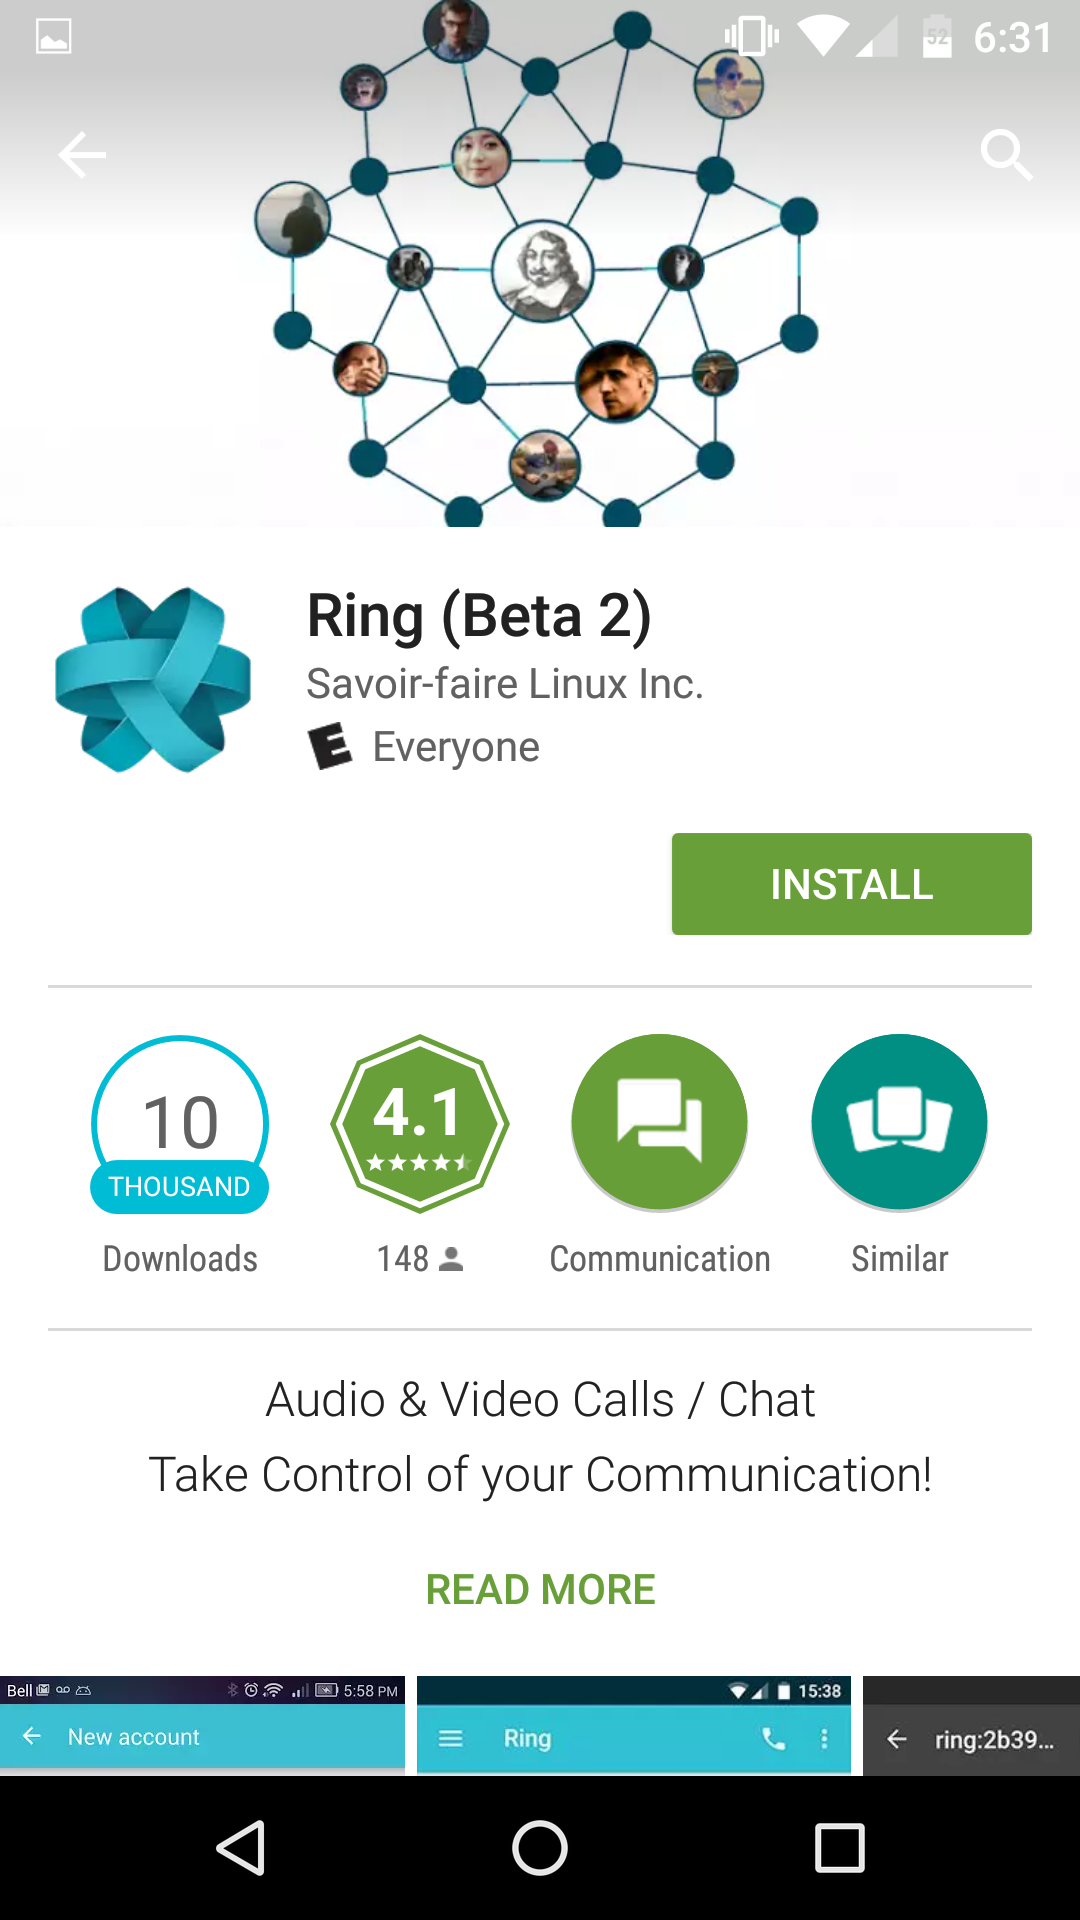 52 6:31
Ring (Beta 2)
Savoir-faire Linux Inc.
E Everyone
INSTALL
10
THOUSAND
Downloads
4.1
148
Communication
Similar
Audio & Video Calls / Chat
Take Control of your Communication!
READ MORE
Bell 5:58 PM
New account
15:38
Ring
ring:2b39...